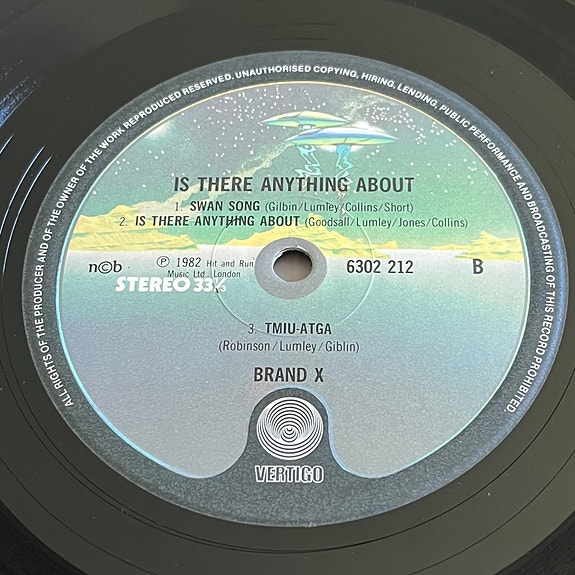 ALL RIGHTS OF THE PRODUCER AND OF THE OWNER OF THE WORK REPRODUCED RESERVED. UNAUTHORISED COPYING, HIRING, LENDING, PUBLIC PERFORMANCE AND BROADCASTING OF THIS RECORD PROHIBITED.
IS THERE ANYTHING ABOUT
1. SWAN SONG (Gilbin/Lumley/Collins/Short)
2. IS THERE ANYTHING ABOUT (Goodsall/Lumley/Jones/Collins)
n©b ℗ 1982 Hit and Run 6302 212 B
Music Ltd., London
STEREO 33⅓
3. TMIU-ATGA
(Robinson/Lumley/Giblin)
BRAND X
VERTIGO